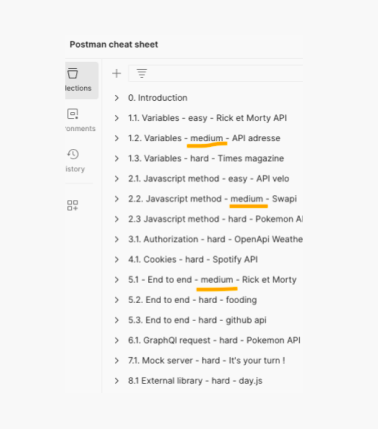 Postman cheat sheet
lections
0. Introduction
1.1. Variables - easy - Rick et Morty API
ronments
1.2. Variables - medium - API adresse
1.3. Variables - hard - Times magazine
istory
2.1. Javascript method - easy - API velo
2.2. Javascript method - medium - Swapi
2.3 Javascript method - hard - Pokemon AI
3.1. Authorization - hard - OpenApi Weathe
4.1. Cookies - hard - Spotify API
5.1 - End to end - medium - Rick et Morty
5.2. End to end - hard - fooding
5.3. End to end - hard - github api
6.1. GraphQl request - hard - Pokemon API
7.1. Mock server - hard - It's your turn !
8.1 External library - hard - day.js